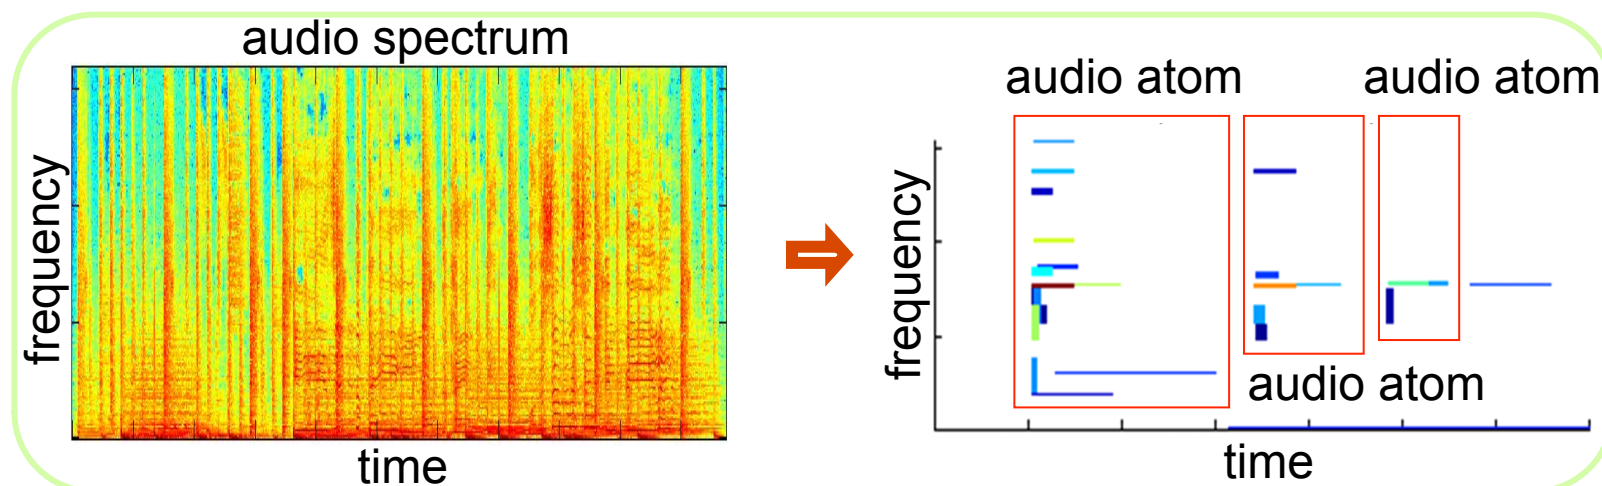 audio spectrum
frequency
time
audio atom
audio atom
audio atom
frequency
time